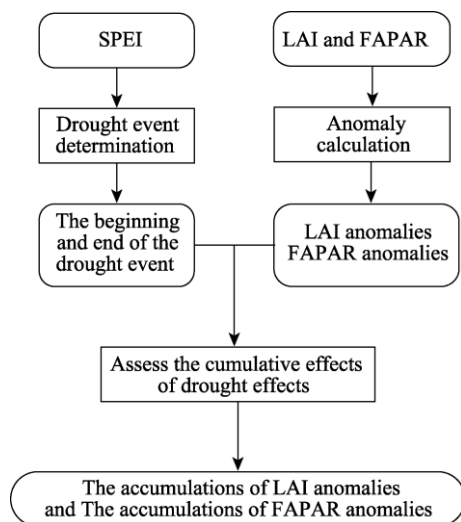 SPEI
LAI and FAPAR
Drought event
determination
Anomaly
calculation
The beginning
and end of the
drought event
LAI anomalies
FAPAR anomalies
Assess the cumulative effects
of drought effects
The accumulations of LAI anomalies
and The accumulations of FAPAR anomalies